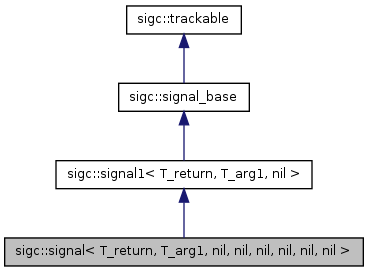 sigc::trackable
sigc::signal_base
sigc::signal1< T_return, T_arg1, nil >
sigc::signal< T_return, T_arg1, nil, nil, nil, nil, nil, nil >